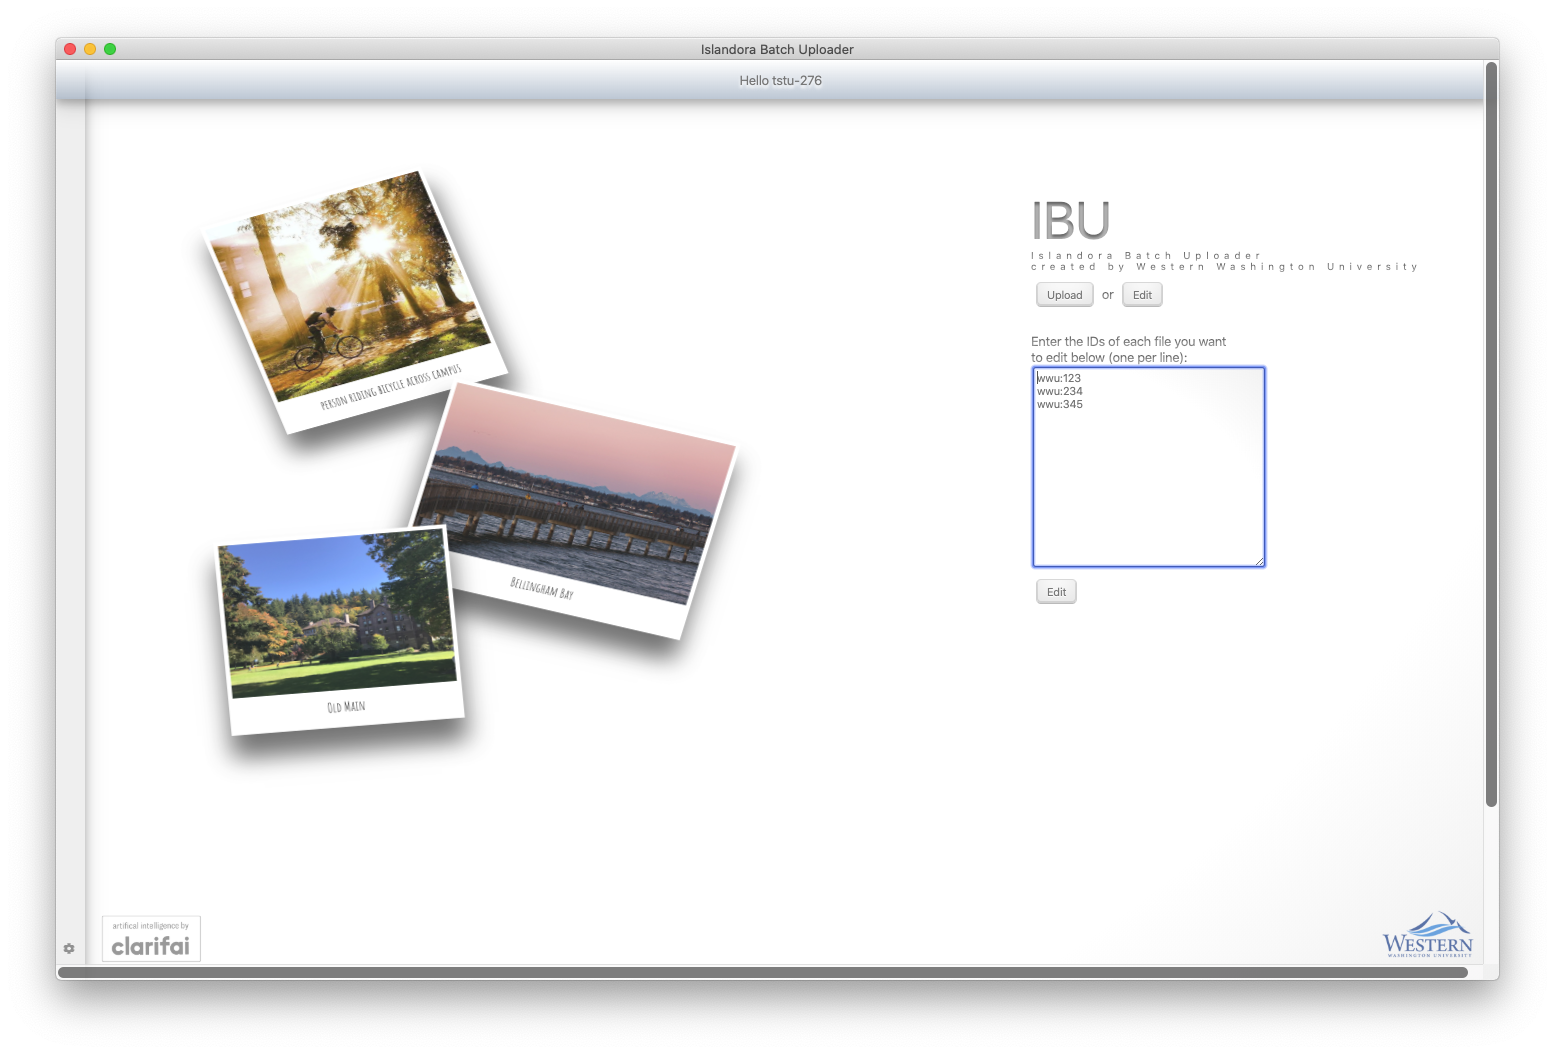 Islandora Batch Uploader
Hello tstu-276
PERSON RIDING BICYCLE ACROSS CAMPUS
BELLINGHAM BAY
OLD MAIN
IBU
Islandora Batch Uploader
created by Western Washington University
Upload or Edit
Enter the IDs of each file you want
to edit below (one per line):
wwu:123
wwu:234
wwu:345
Edit
artifical intelligence by
clarifai
WESTERN
WASHINGTON UNIVERSITY